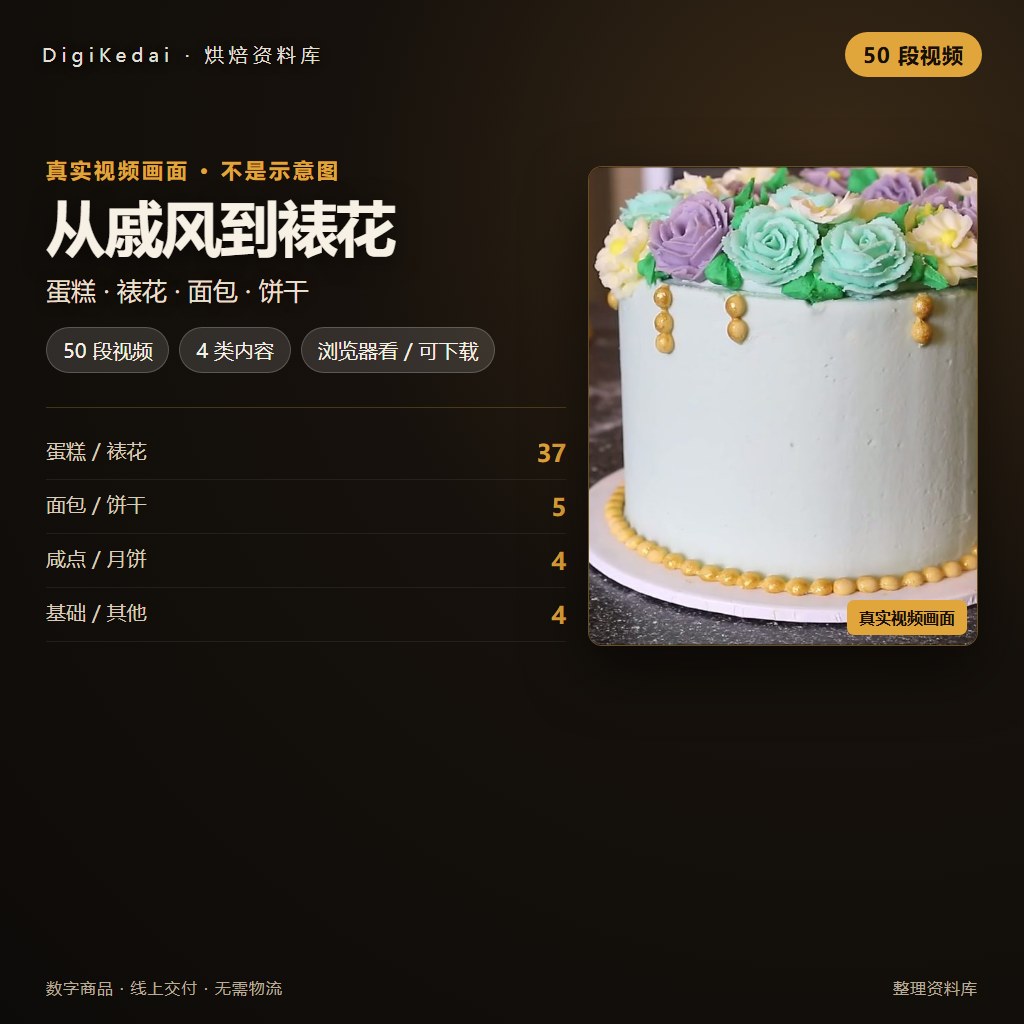 DigiKedai · 烘焙资料库
50 段视频
真实视频画面 · 不是示意图
从戚风到裱花
蛋糕 · 裱花 · 面包 · 饼干
50 段视频
4 类内容
浏览器看 / 可下载
蛋糕 / 裱花 37
面包 / 饼干 5
咸点 / 月饼 4
基础 / 其他 4
真实视频画面
数字商品 · 线上交付 · 无需物流
整理资料库